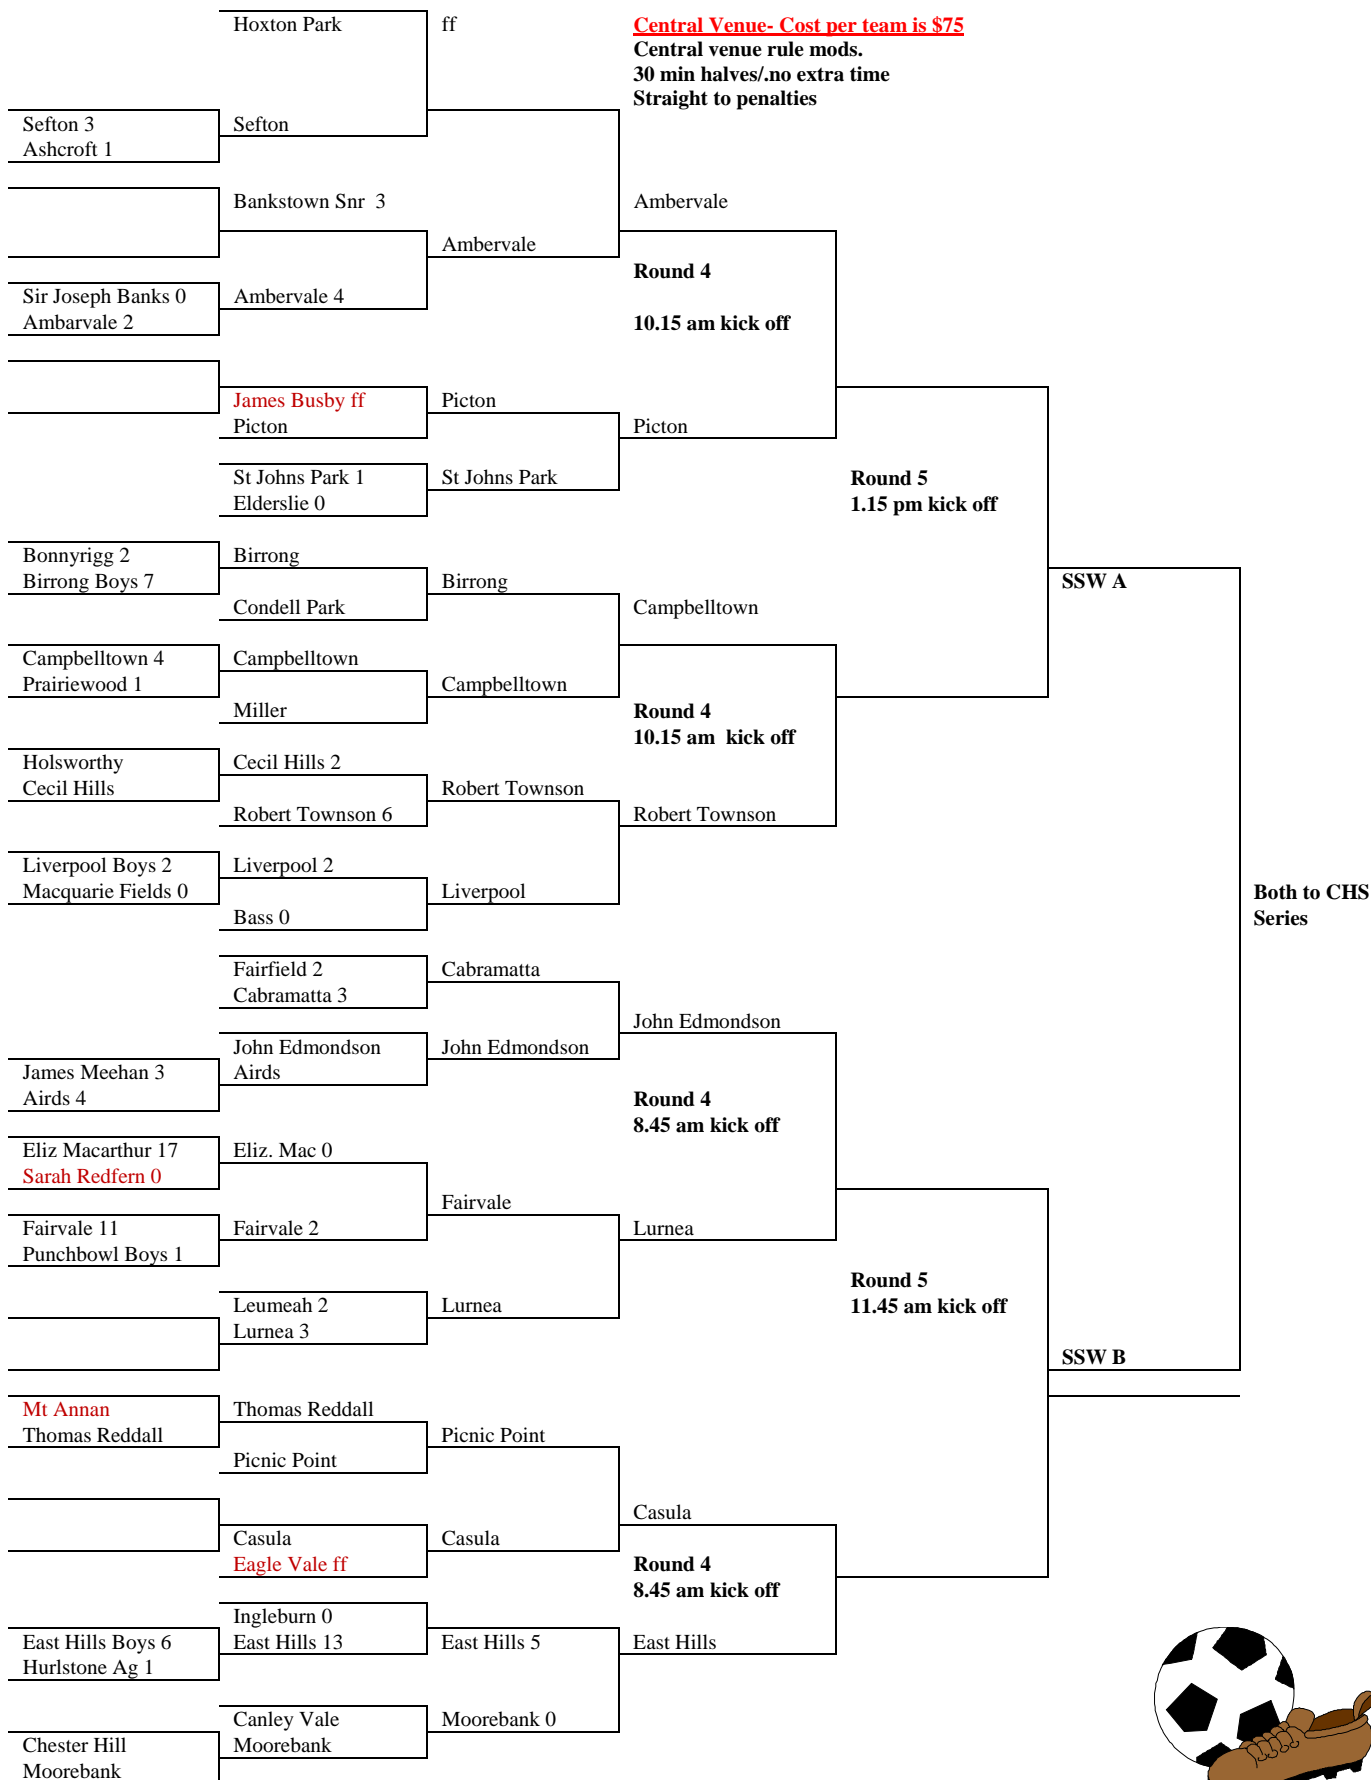 Hoxton Park
ff
Central Venue- Cost per team is $75
Central venue rule mods.
30 min halves/.no extra time
Straight to penalties
Sefton 3
Ashcroft 1
Sefton
Bankstown Snr  3
Ambervale
Ambervale
Round 4
10.15 am kick off
Sir Joseph Banks 0
Ambarvale 2
Ambervale 4
James Busby ff
Picton
Picton
Picton
St Johns Park 1
Elderslie 0
St Johns Park
Round 5
1.15 pm kick off
Bonnyrigg 2
Birrong Boys 7
Birrong
Condell Park
Birrong
Campbelltown
SSW A
Campbelltown 4
Prairiewood 1
Campbelltown
Miller
Campbelltown
Round 4
10.15 am  kick off
Holsworthy
Cecil Hills
Cecil Hills 2
Robert Townson 6
Robert Townson
Robert Townson
Liverpool Boys 2
Macquarie Fields 0
Liverpool 2
Bass 0
Liverpool
Both to CHS
Series
Fairfield 2
Cabramatta 3
Cabramatta
John Edmondson
John Edmondson
Airds
John Edmondson
James Meehan 3
Airds 4
Round 4
8.45 am kick off
Eliz Macarthur 17
Sarah Redfern 0
Eliz. Mac 0
Fairvale
Fairvale 11
Punchbowl Boys 1
Fairvale 2
Lurnea
Leumeah 2
Lurnea 3
Lurnea
Round 5
11.45 am kick off
SSW B
Mt Annan
Thomas Reddall
Thomas Reddall
Picnic Point
Picnic Point
Casula
Casula
Eagle Vale ff
Casula
Round 4
8.45 am kick off
Ingleburn 0
East Hills 13
East Hills Boys 6
Hurlstone Ag 1
East Hills 5
East Hills
Canley Vale
Moorebank
Moorebank 0
Chester Hill
Moorebank